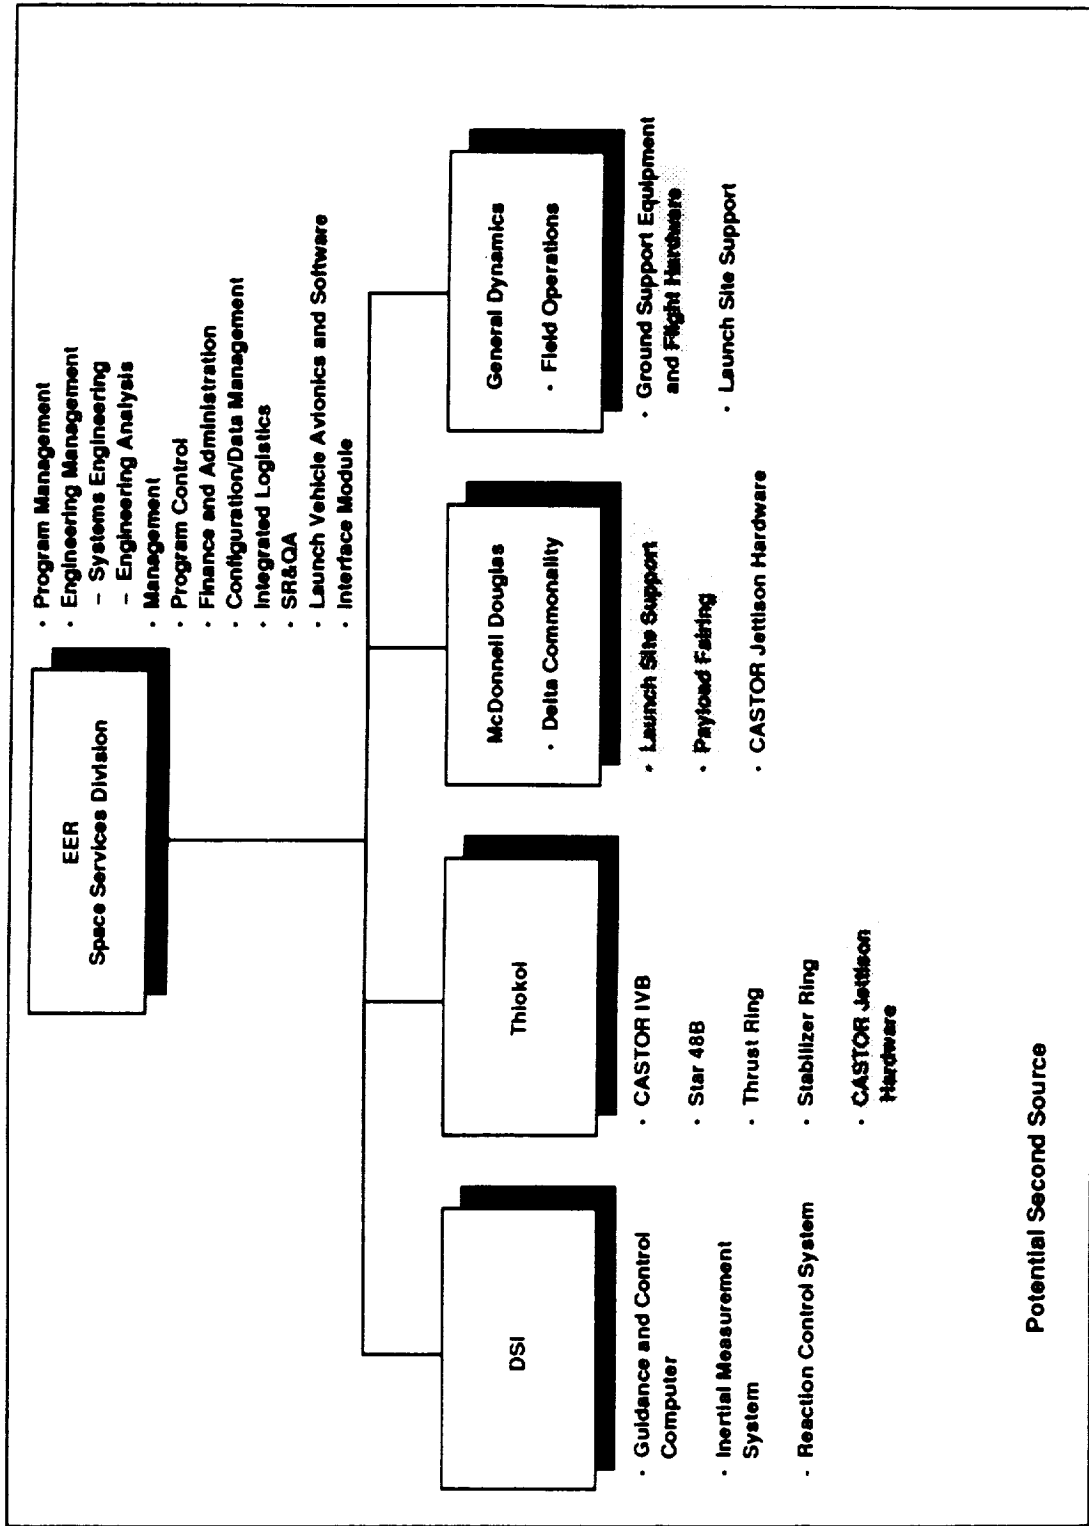 EER
Space Services Division
· Program Management
· Engineering Management
– Systems Engineering
– Engineering Analysis
· Management
· Program Control
· Finance and Administration
· Configuration/Data Management
· Integrated Logistics
· SR&QA
· Launch Vehicle Avionics and Software
· Interface Module
DSI
· Guidance and Control
Computer
· Inertial Measurement
System
- Reaction Control System
Thiokol
· CASTOR IVB
· Star 48B
· Thrust Ring
· Stabilizer Ring
· CASTOR Jettison
Hardware
McDonnell Douglas
· Delta Commonality
· Launch Site Support
· Payload Fairing
· CASTOR Jettison Hardware
General Dynamics
· Field Operations
· Ground Support Equipment
and Flight Hardware
· Launch Site Support
Potential Second Source